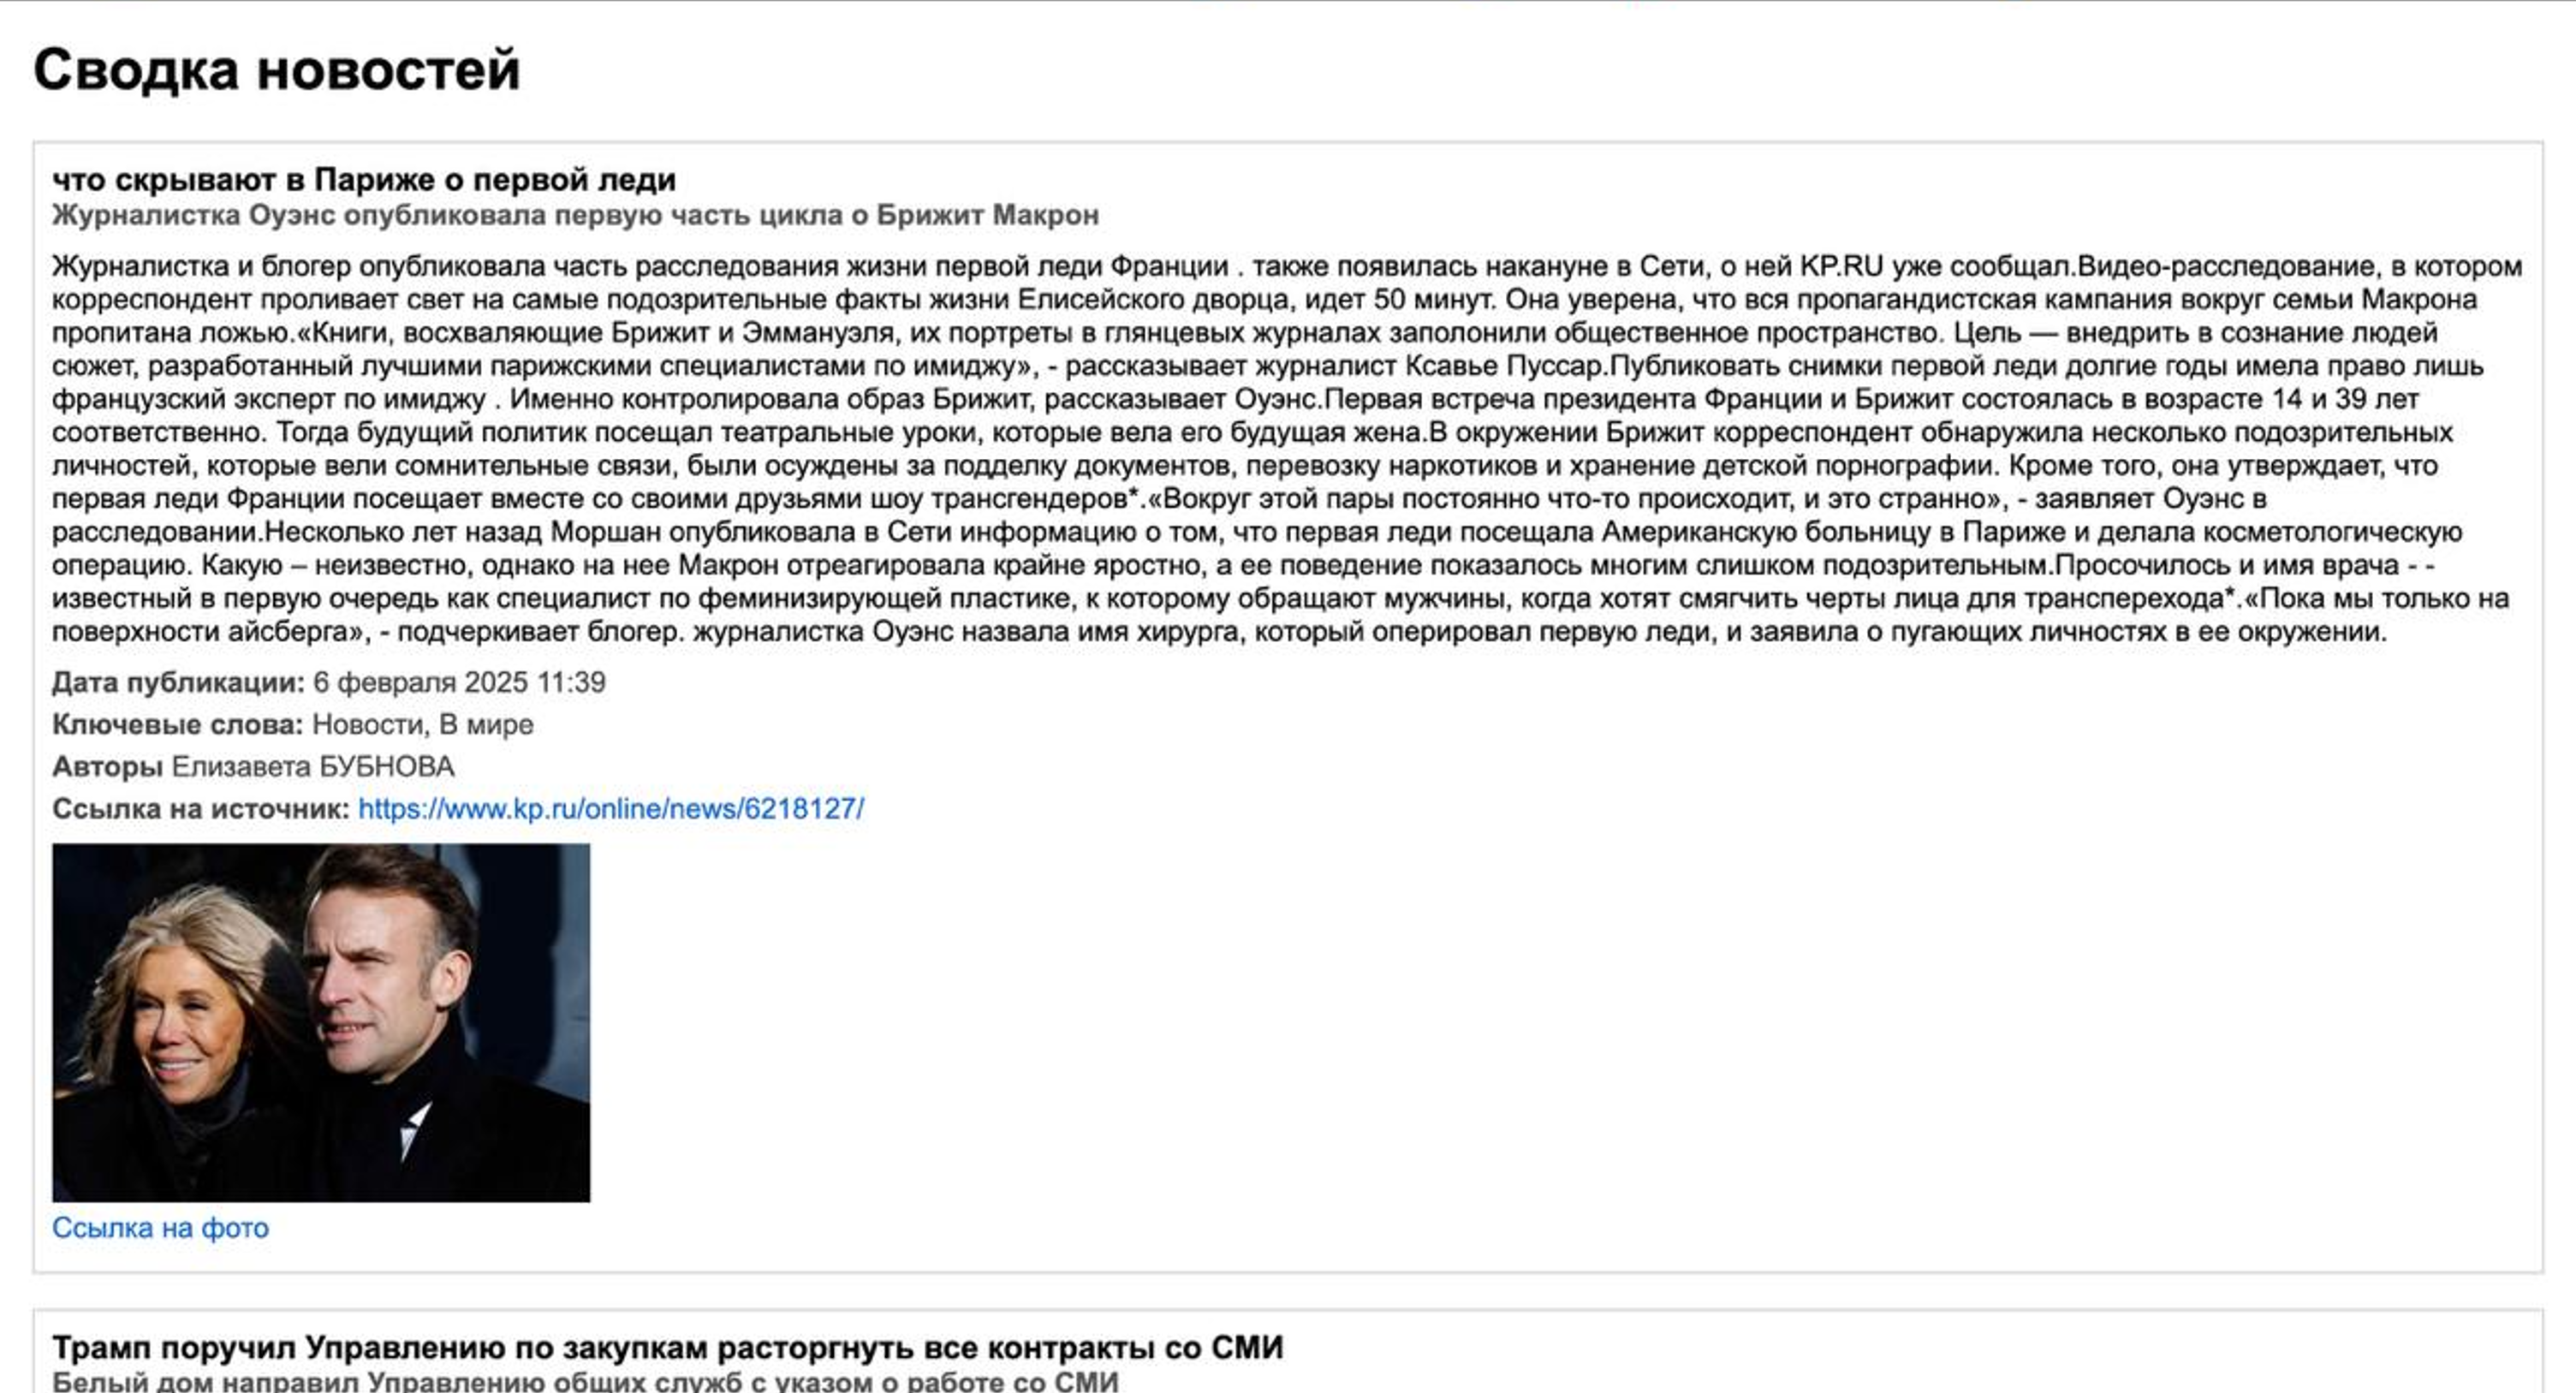 Сводка новостей
что скрывают в Париже о первой леди
Журналистка Оуэнс опубликовала первую часть цикла о Брижит Макрон
Журналистка и блогер опубликовала часть расследования жизни первой леди Франции . также появилась накануне в Сети, о ней KP.RU уже сообщал.Видео-расследование, в котором
корреспондент проливает свет на самые подозрительные факты жизни Елисейского дворца, идет 50 минут. Она уверена, что вся пропагандистская кампания вокруг семьи Макрона
пропитана ложью.«Книги, восхваляющие Брижит и Эммануэля, их портреты в глянцевых журналах заполонили общественное пространство. Цель — внедрить в сознание людей
сюжет, разработанный лучшими парижскими специалистами по имиджу», - рассказывает журналист Ксавье Пуссар.Публиковать снимки первой леди долгие годы имела право лишь
французский эксперт по имиджу . Именно контролировала образ Брижит, рассказывает Оуэнс.Первая встреча президента Франции и Брижит состоялась в возрасте 14 и 39 лет
соответственно. Тогда будущий политик посещал театральные уроки, которые вела его будущая жена.В окружении Брижит корреспондент обнаружила несколько подозрительных
личностей, которые вели сомнительные связи, были осуждены за подделку документов, перевозку наркотиков и хранение детской порнографии. Кроме того, она утверждает, что
первая леди Франции посещает вместе со своими друзьями шоу трансгендеров*.«Вокруг этой пары постоянно что-то происходит, и это странно», - заявляет Оуэнс в
расследовании.Несколько лет назад Моршан опубликовала в Сети информацию о том, что первая леди посещала Американскую больницу в Париже и делала косметологическую
операцию. Какую – неизвестно, однако на нее Макрон отреагировала крайне яростно, а ее поведение показалось многим слишком подозрительным.Просочилось и имя врача - -
известный в первую очередь как специалист по феминизирующей пластике, к которому обращают мужчины, когда хотят смягчить черты лица для трансперехода*.«Пока мы только на
поверхности айсберга», - подчеркивает блогер. журналистка Оуэнс назвала имя хирурга, который оперировал первую леди, и заявила о пугающих личностях в ее окружении.
Дата публикации: 6 февраля 2025 11:39
Ключевые слова: Новости, В мире
Авторы Елизавета БУБНОВА
Ссылка на источник: https://www.kp.ru/online/news/6218127/
Ссылка на фото
Трамп поручил Управлению по закупкам расторгнуть все контракты со СМИ
Белый дом направил Управлению общих служб с указом о работе со СМИ